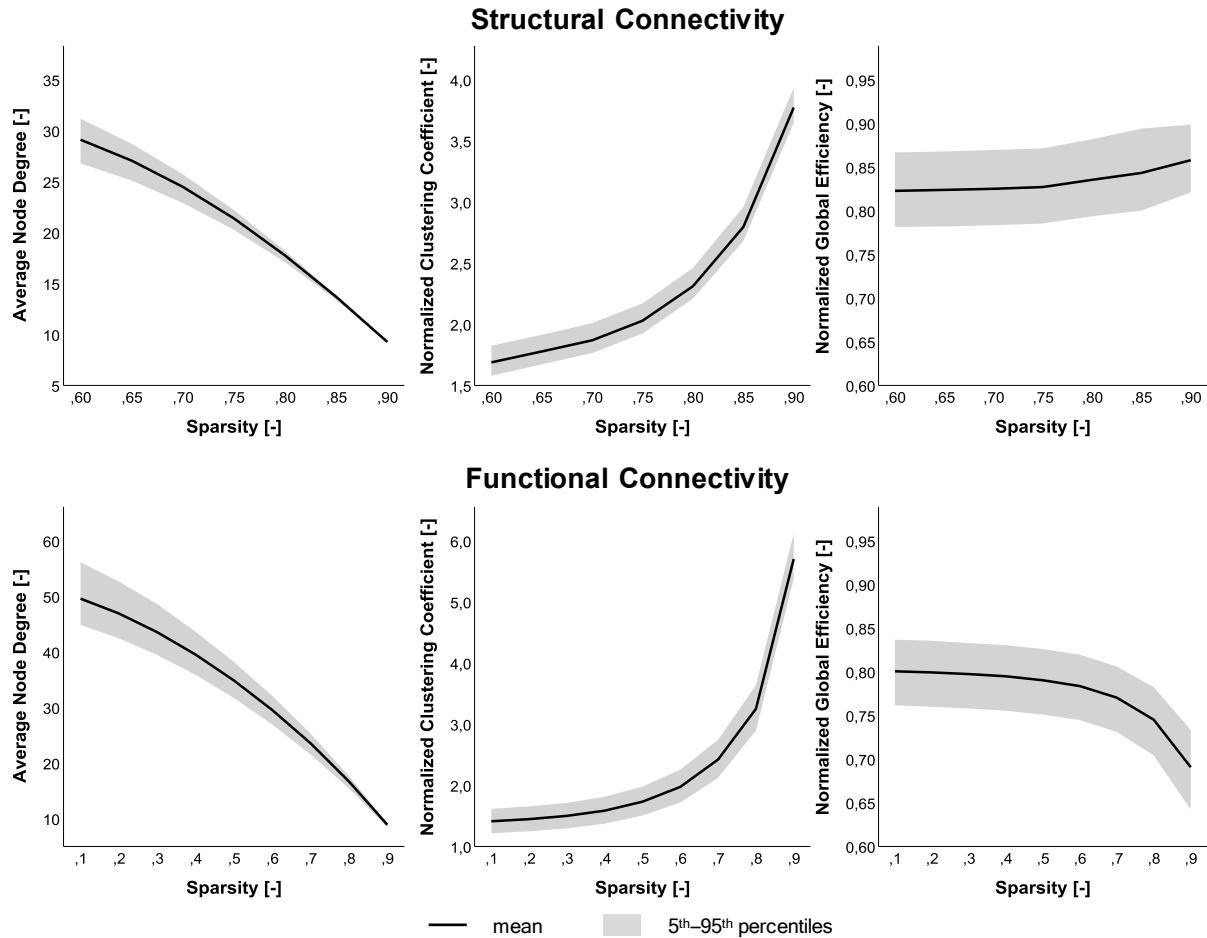 Structural Connectivity
Average Node Degree [-]
35
30
25
20
15
10
5
,60 ,65 ,70 ,75 ,80 ,85 ,90
Sparsity [-]
Normalized Clustering Coefficient [-]
4,0
3,5
3,0
2,5
2,0
1,5
,60 ,65 ,70 ,75 ,80 ,85 ,90
Sparsity [-]
Normalized Global Efficiency [-]
0,95
0,90
0,85
0,80
0,75
0,70
0,65
0,60
,60 ,65 ,70 ,75 ,80 ,85 ,90
Sparsity [-]
Functional Connectivity
Average Node Degree [-]
60
50
40
30
20
10
,1 ,2 ,3 ,4 ,5 ,6 ,7 ,8 ,9
Sparsity [-]
Normalized Clustering Coefficient [-]
6,0
5,0
4,0
3,0
2,0
1,0
,1 ,2 ,3 ,4 ,5 ,6 ,7 ,8 ,9
Sparsity [-]
Normalized Global Efficiency [-]
0,95
0,90
0,85
0,80
0,75
0,70
0,65
0,60
,1 ,2 ,3 ,4 ,5 ,6 ,7 ,8 ,9
Sparsity [-]
mean
5th–95th percentiles